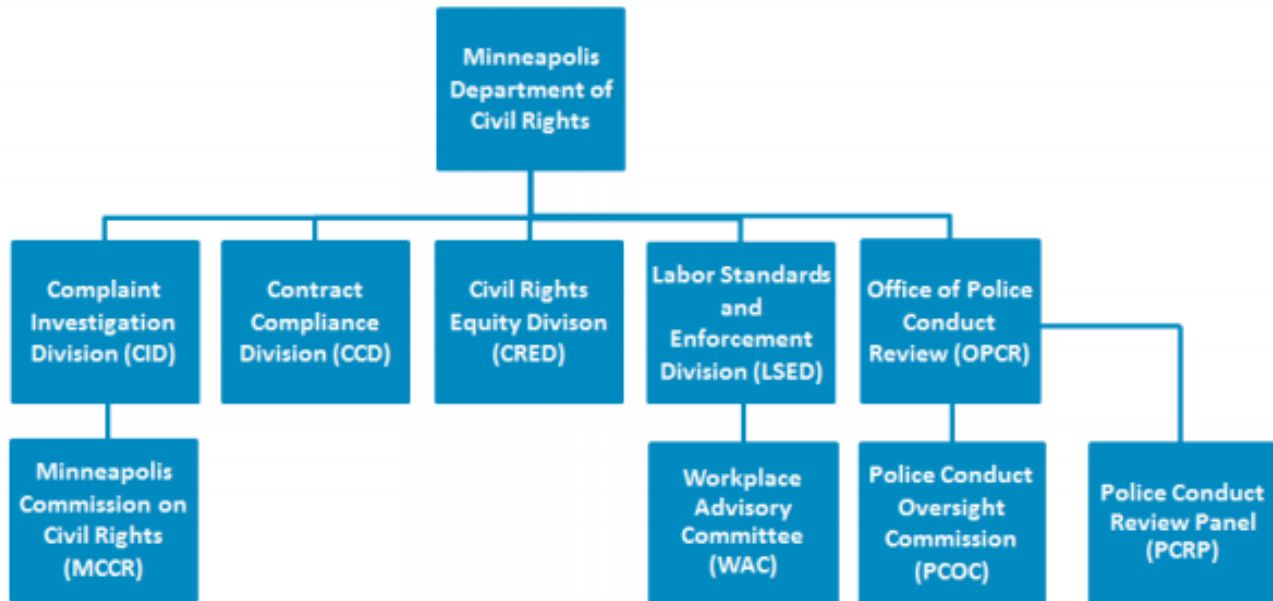 Minneapolis
Department of
Civil Rights
Complaint
Investigation
Division (CID)
Contract
Compliance
Division (CCD)
Civil Rights
Equity Divison
(CRED)
Labor Standards
and
Enforcement
Division (LSED)
Office of Police
Conduct
Review (OPCR)
Minneapolis
Commission on
Civil Rights
(MCCR)
Workplace
Advisory
Committee
(WAC)
Police Conduct
Oversight
Commission
(PCOC)
Police Conduct
Review Panel
(PCRP)